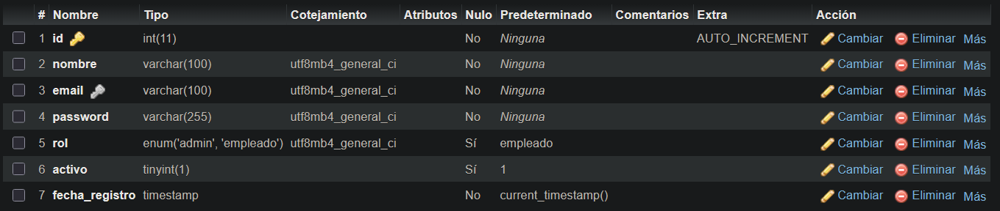 # Nombre Tipo Cotejamiento Atributos Nulo Predeterminado Comentarios Extra Acción
1 id int(11) No Ninguna AUTO_INCREMENT Cambiar Eliminar Más
2 nombre varchar(100) utf8mb4_general_ci No Ninguna Cambiar Eliminar Más
3 email varchar(100) utf8mb4_general_ci No Ninguna Cambiar Eliminar Más
4 password varchar(255) utf8mb4_general_ci No Ninguna Cambiar Eliminar Más
5 rol enum('admin', 'empleado') utf8mb4_general_ci Sí empleado Cambiar Eliminar Más
6 activo tinyint(1) Sí 1 Cambiar Eliminar Más
7 fecha_registro timestamp No current_timestamp() Cambiar Eliminar Más